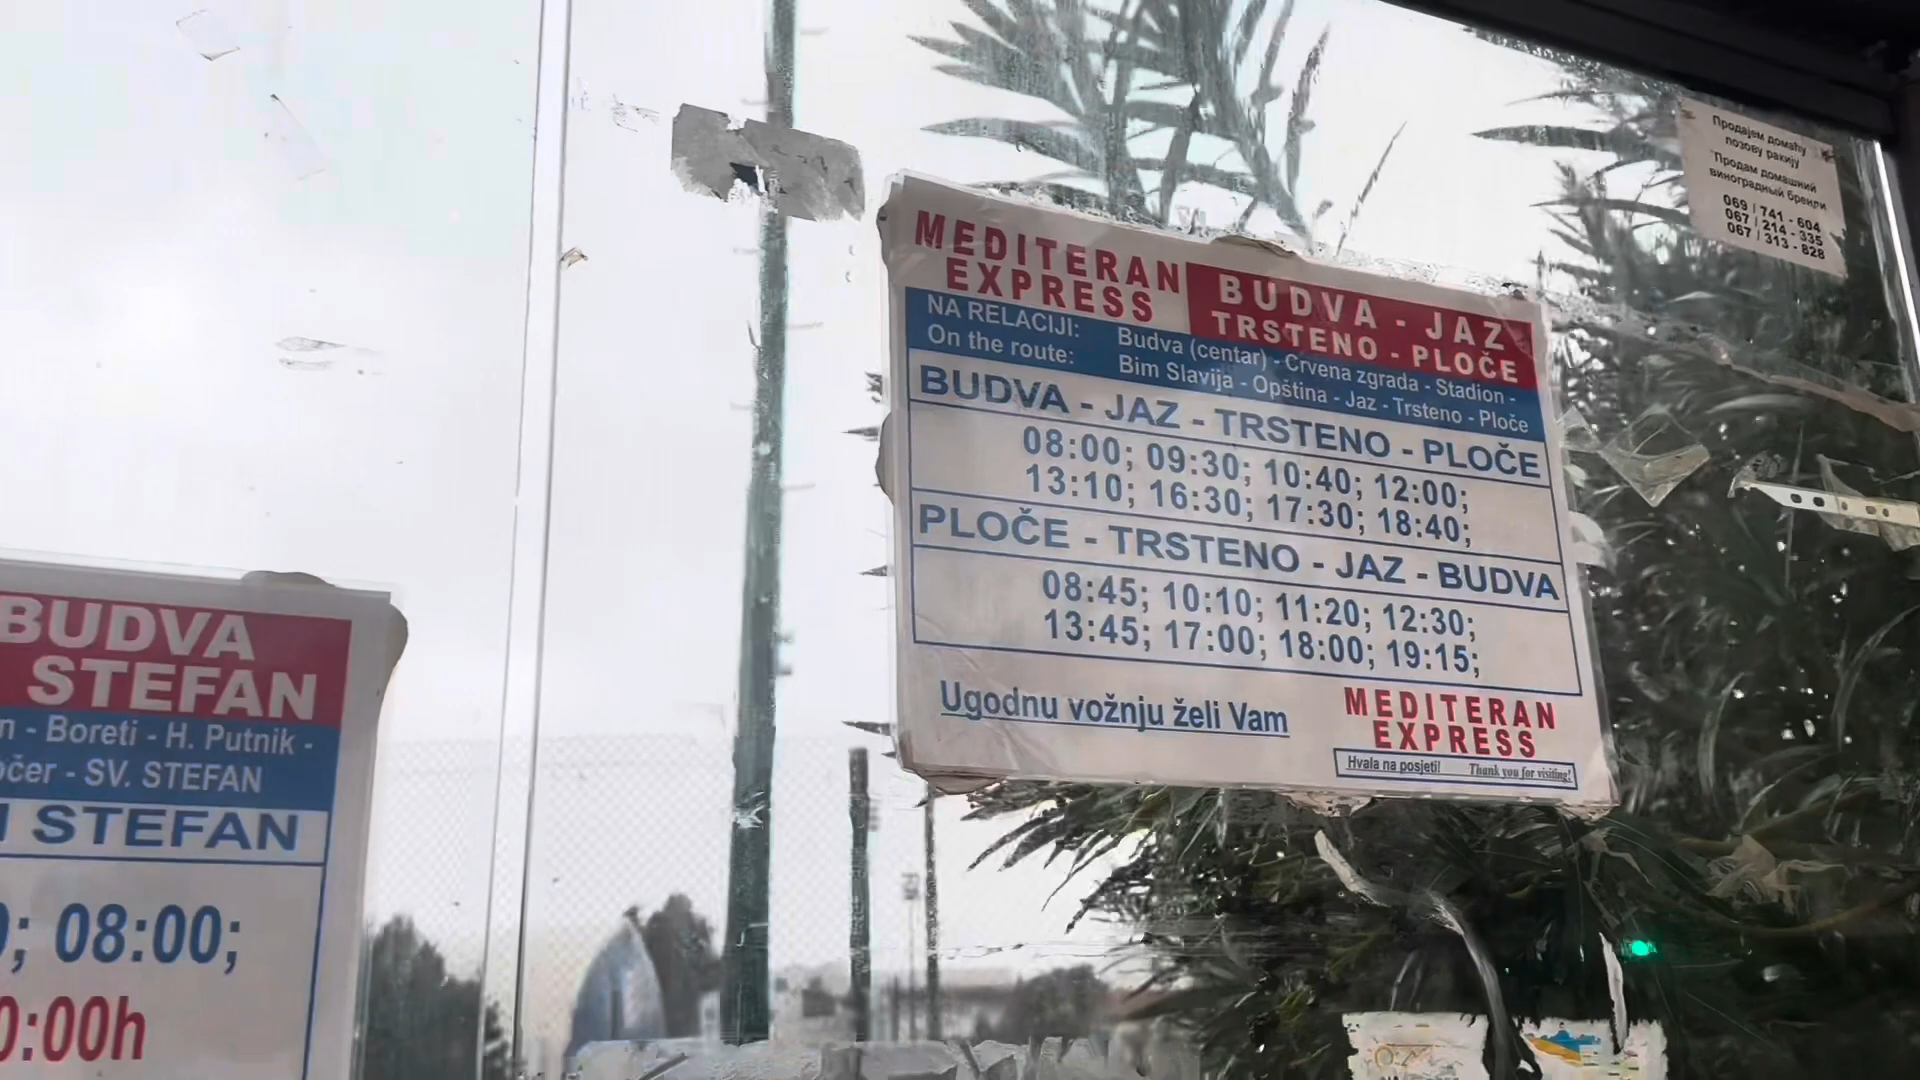 Продајем домаћу
лозову ракију
Продам домашний
виноградный бренди
069 / 741 - 604
067 / 214 - 335
067 / 313 - 828
MEDITERAN
EXPRESS
BUDVA - JAZ
TRSTENO - PLOČE
NA RELACIJI: Budva (centar) - Crvena zgrada - Stadion -
On the route: Bim Slavija - Opština - Jaz - Trsteno - Ploče
BUDVA - JAZ - TRSTENO - PLOČE
08:00; 09:30; 10:40; 12:00;
13:10; 16:30; 17:30; 18:40;
PLOČE - TRSTENO - JAZ - BUDVA
08:45; 10:10; 11:20; 12:30;
13:45; 17:00; 18:00; 19:15;
Ugodnu vožnju želi Vam
MEDITERAN
EXPRESS
Hvala na posjeti! Thank you for visiting!
BUDVA
STEFAN
- Boreti - H. Putnik -
- SV. STEFAN
STEFAN
; 08:00;
:00h